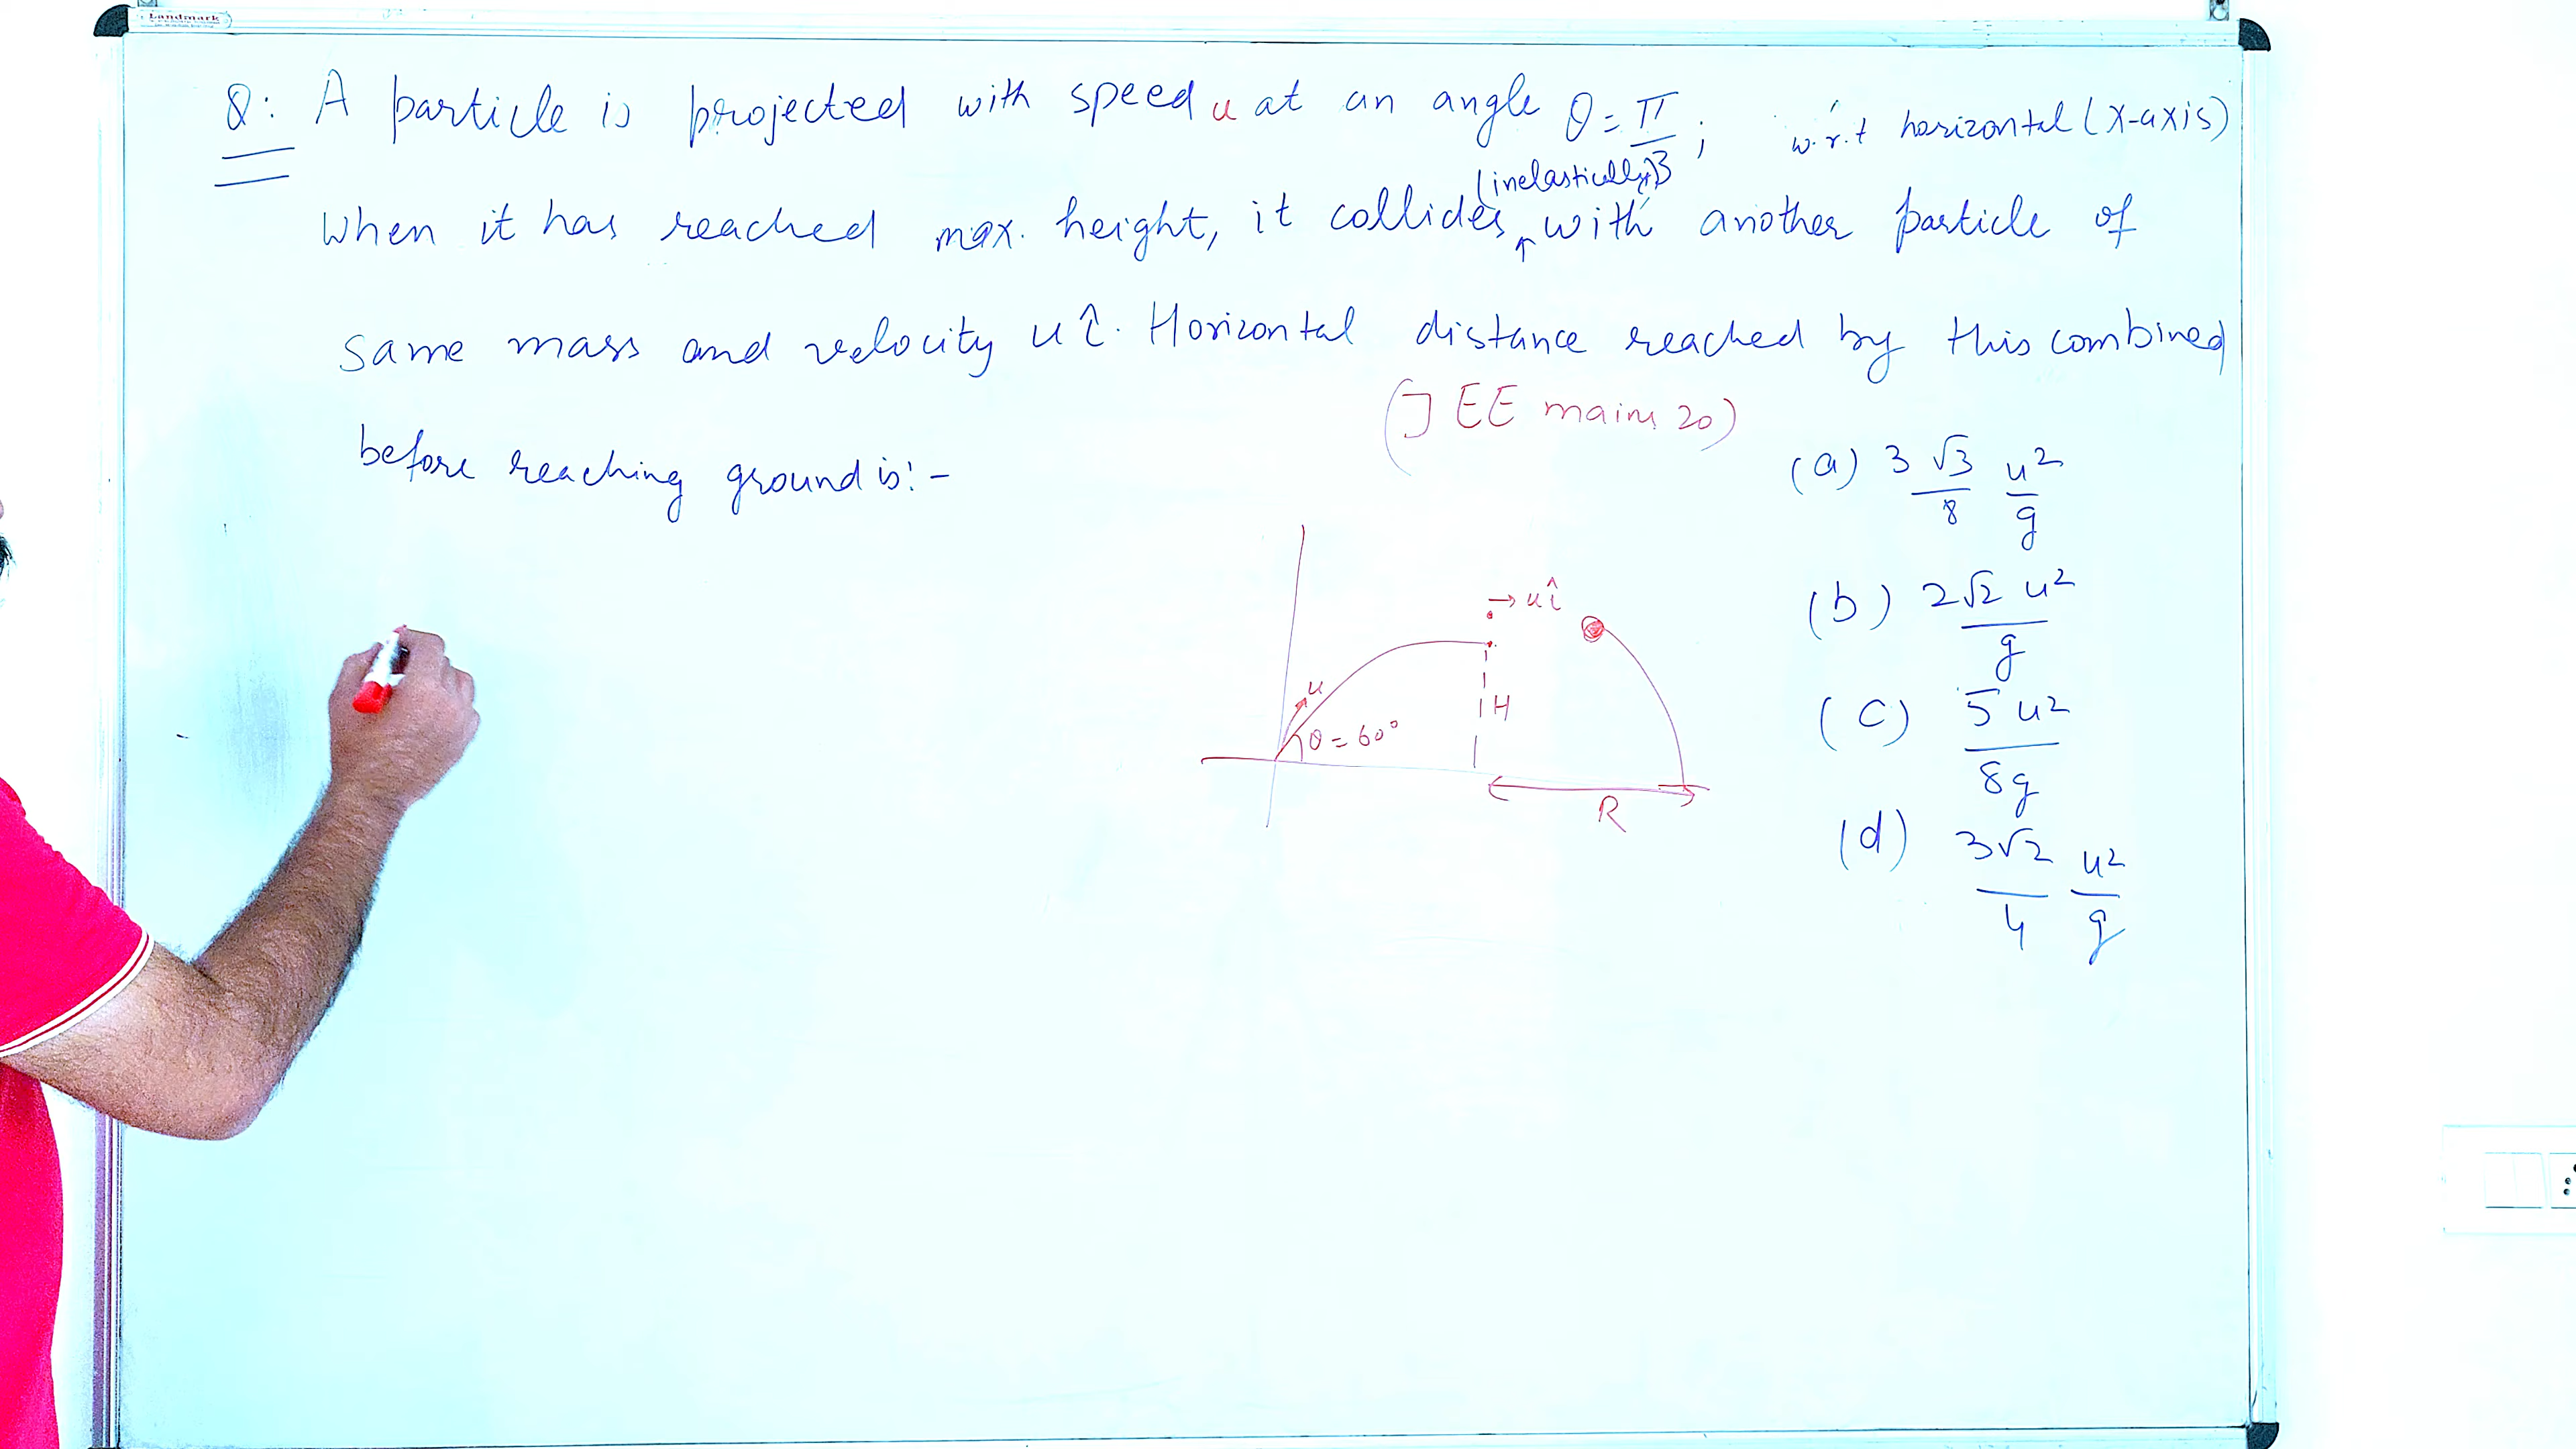 Landmark
Q: A particle is projected with speed u at an angle θ = π/3 ; w.r.t horizontal (X-axis)
(inelastically)
When it has reached max. height, it collides with another particle of
same mass and velocity u î. Horizontal distance reached by this combined
(JEE mains 20)
before reaching ground is:-
(a) 3√3/8 u²/g
(b) 2√2 u²/g
(c) 5u²/8g
(d) 3√2/4 u²/g
→ u î
u
H
θ = 60°
R